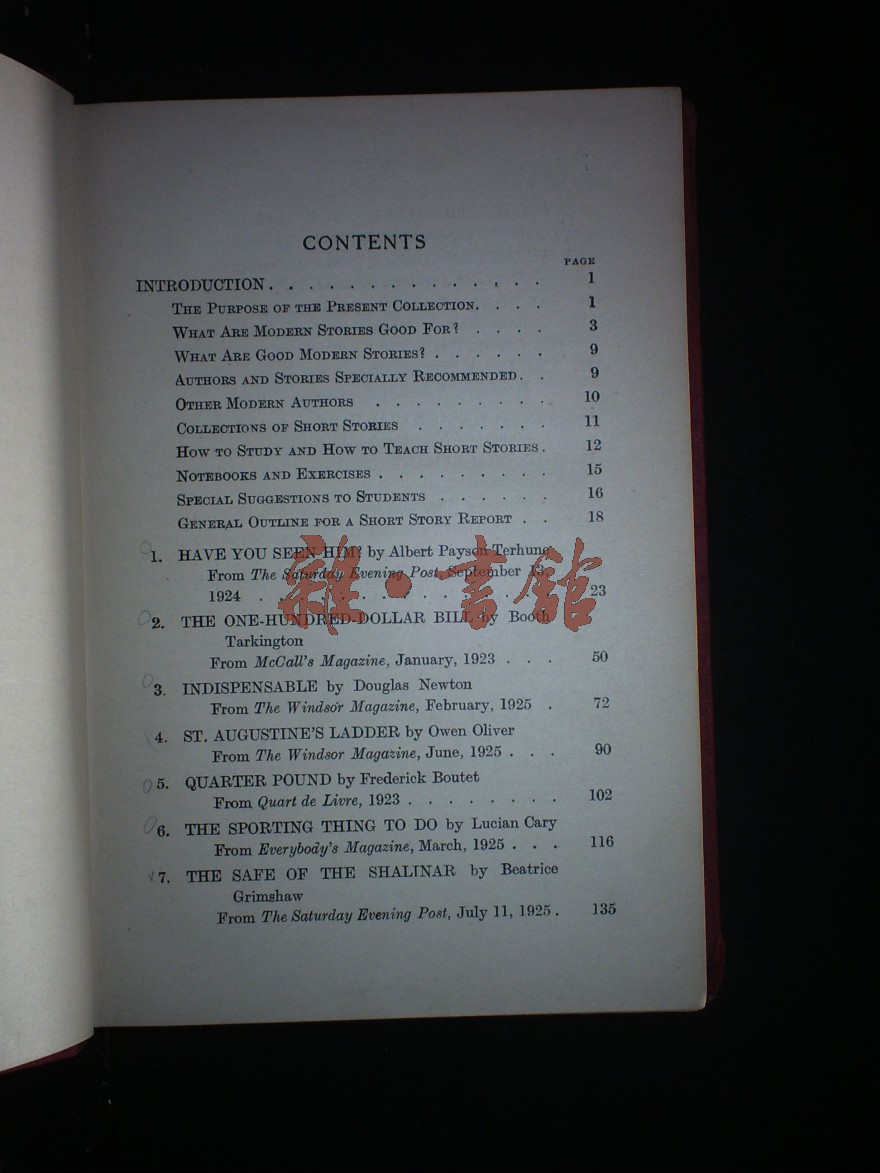 CONTENTS
PAGE
INTRODUCTION. . . . . . . . . . . . . . 1
THE PURPOSE OF THE PRESENT COLLECTION. . . . 1
WHAT ARE MODERN STORIES GOOD FOR? . . . . 3
WHAT ARE GOOD MODERN STORIES? . . . . . . 9
AUTHORS AND STORIES SPECIALLY RECOMMENDED. . 9
OTHER MODERN AUTHORS . . . . . . . . . 10
COLLECTIONS OF SHORT STORIES . . . . . . . 11
HOW TO STUDY AND HOW TO TEACH SHORT STORIES . 12
NOTEBOOKS AND EXERCISES . . . . . . . . . 15
SPECIAL SUGGESTIONS TO STUDENTS . . . . . . 16
GENERAL OUTLINE FOR A SHORT STORY REPORT . . 18
1. HAVE YOU SEEN HIM? by Albert Payson Terhune
From The Saturday Evening Post, September 13,
1924 . . . . . . . . . . . . . . . 23
2. THE ONE-HUNDRED-DOLLAR BILL by Booth
Tarkington
From McCall's Magazine, January, 1923 . . . 50
3. INDISPENSABLE by Douglas Newton
From The Windsor Magazine, February, 1925 . 72
4. ST. AUGUSTINE'S LADDER by Owen Oliver
From The Windsor Magazine, June, 1925 . . . 90
5. QUARTER POUND by Frederick Boutet
From Quart de Livre, 1923 . . . . . . . . 102
6. THE SPORTING THING TO DO by Lucian Cary
From Everybody's Magazine, March, 1925 . . . 116
7. THE SAFE OF THE SHALINAR by Beatrice
Grimshaw
From The Saturday Evening Post, July 11, 1925 . 135
雜·書館